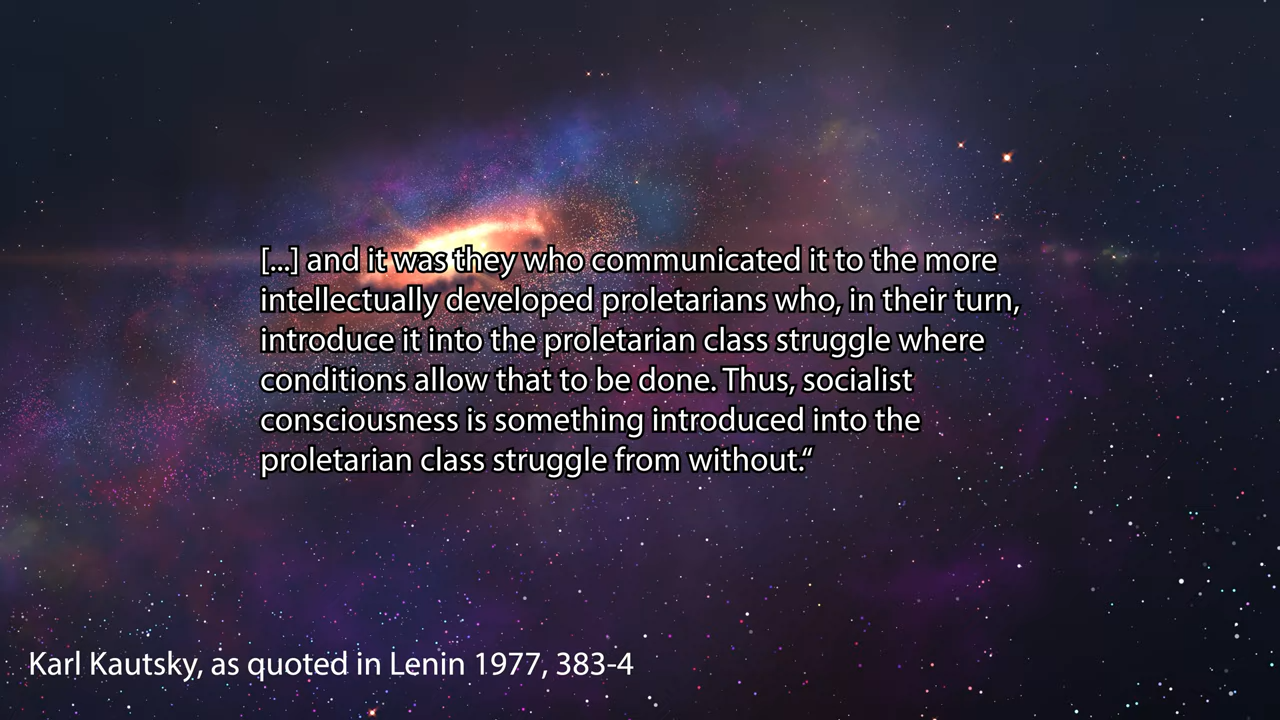 [...] and it was they who communicated it to the more
intellectually developed proletarians who, in their turn,
introduce it into the proletarian class struggle where
conditions allow that to be done. Thus, socialist
consciousness is something introduced into the
proletarian class struggle from without.“
Karl Kautsky, as quoted in Lenin 1977, 383-4